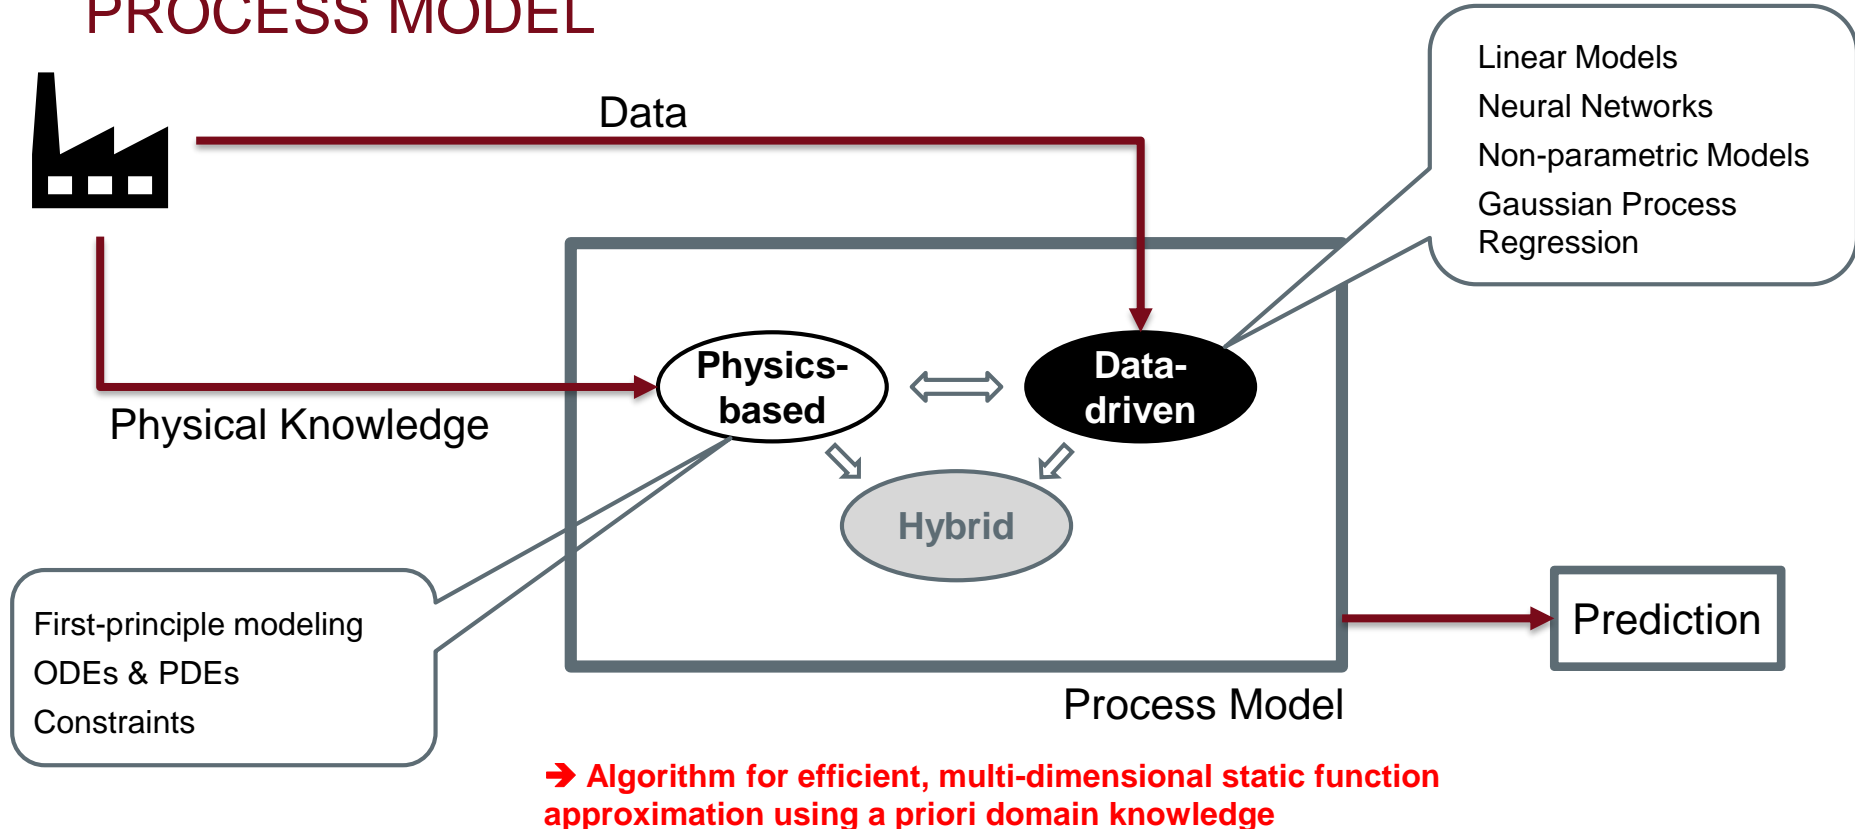 PROCESS MODEL
Data
Linear Models
Neural Networks
Non-parametric Models
Gaussian Process
Regression
Physical Knowledge
Physics-
based
Data-
driven
Hybrid
First-principle modeling
ODEs & PDEs
Constraints
Prediction
Process Model
➔ Algorithm for efficient, multi-dimensional static function
approximation using a priori domain knowledge